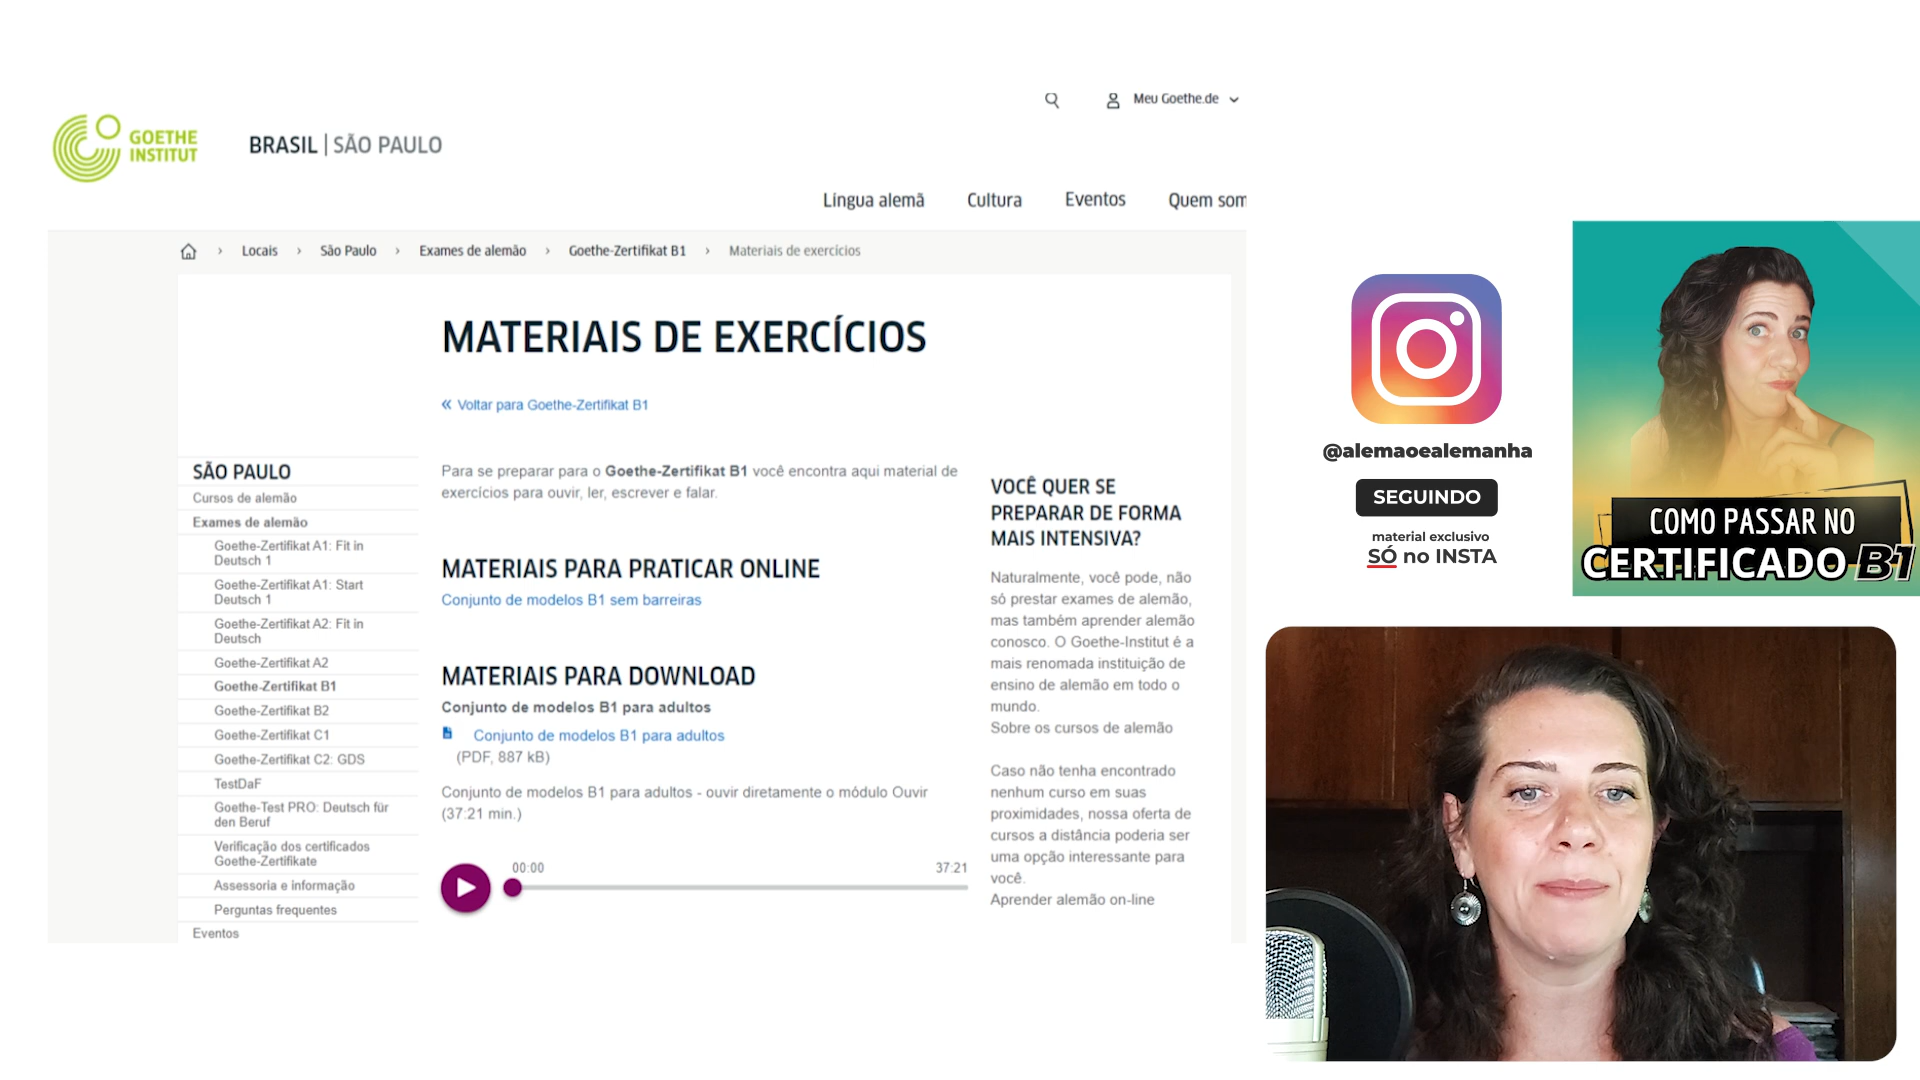 Meu Goethe.de
GOETHE
INSTITUT
BRASIL | SÃO PAULO
Língua alemã Cultura Eventos Quem som
Locais › São Paulo › Exames de alemão › Goethe-Zertifikat B1 › Materiais de exercícios
MATERIAIS DE EXERCÍCIOS
« Voltar para Goethe-Zertifikat B1
SÃO PAULO
Cursos de alemão
Exames de alemão
Goethe-Zertifikat A1: Fit in
Deutsch 1
Goethe-Zertifikat A1: Start
Deutsch 1
Goethe-Zertifikat A2: Fit in
Deutsch
Goethe-Zertifikat A2
Goethe-Zertifikat B1
Goethe-Zertifikat B2
Goethe-Zertifikat C1
Goethe-Zertifikat C2: GDS
TestDaF
Goethe-Test PRO: Deutsch für
den Beruf
Verificação dos certificados
Goethe-Zertifikate
Assessoria e informação
Perguntas frequentes
Eventos
Para se preparar para o Goethe-Zertifikat B1 você encontra aqui material de
exercícios para ouvir, ler, escrever e falar.
MATERIAIS PARA PRATICAR ONLINE
Conjunto de modelos B1 sem barreiras
MATERIAIS PARA DOWNLOAD
Conjunto de modelos B1 para adultos
Conjunto de modelos B1 para adultos
(PDF, 887 kB)
Conjunto de modelos B1 para adultos - ouvir diretamente o módulo Ouvir
(37:21 min.)
00:00 37:21
VOCÊ QUER SE
PREPARAR DE FORMA
MAIS INTENSIVA?
Naturalmente, você pode, não
só prestar exames de alemão,
mas também aprender alemão
conosco. O Goethe-Institut é a
mais renomada instituição de
ensino de alemão em todo o
mundo.
Sobre os cursos de alemão
Caso não tenha encontrado
nenhum curso em suas
proximidades, nossa oferta de
cursos a distância poderia ser
uma opção interessante para
você.
Aprender alemão on-line
@alemaoealemanha
SEGUINDO
material exclusivo
SÓ no INSTA
COMO PASSAR NO
CERTIFICADO B1